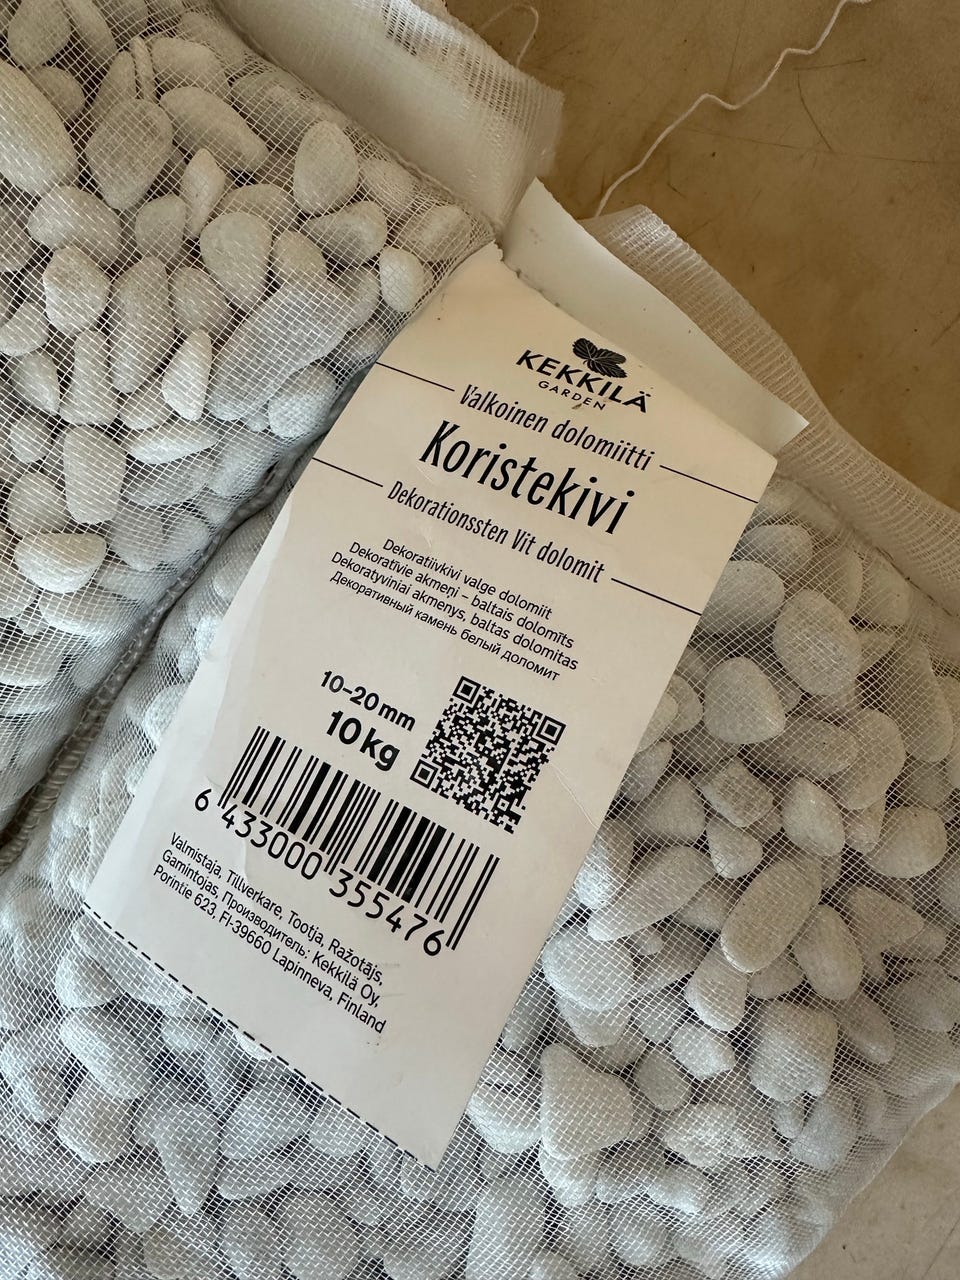 KEKKILÄ
GARDEN
Valkoinen dolomiitti
Koristekivi
Dekorationssten Vit dolomit
Dekoratiivkivi valge dolomiit
Dekoratīvie akmeņi – baltais dolomīts
Dekoratyviniai akmenys, baltas dolomitas
Декоративный камень белый доломит
10–20 mm
10 kg
6 433000 355476
Valmistaja, Tillverkare, Tootja, Ražotājs,
Gamintojas, Производитель: Kekkilä Oy,
Porintie 623, FI-39660 Lapinneva, Finland